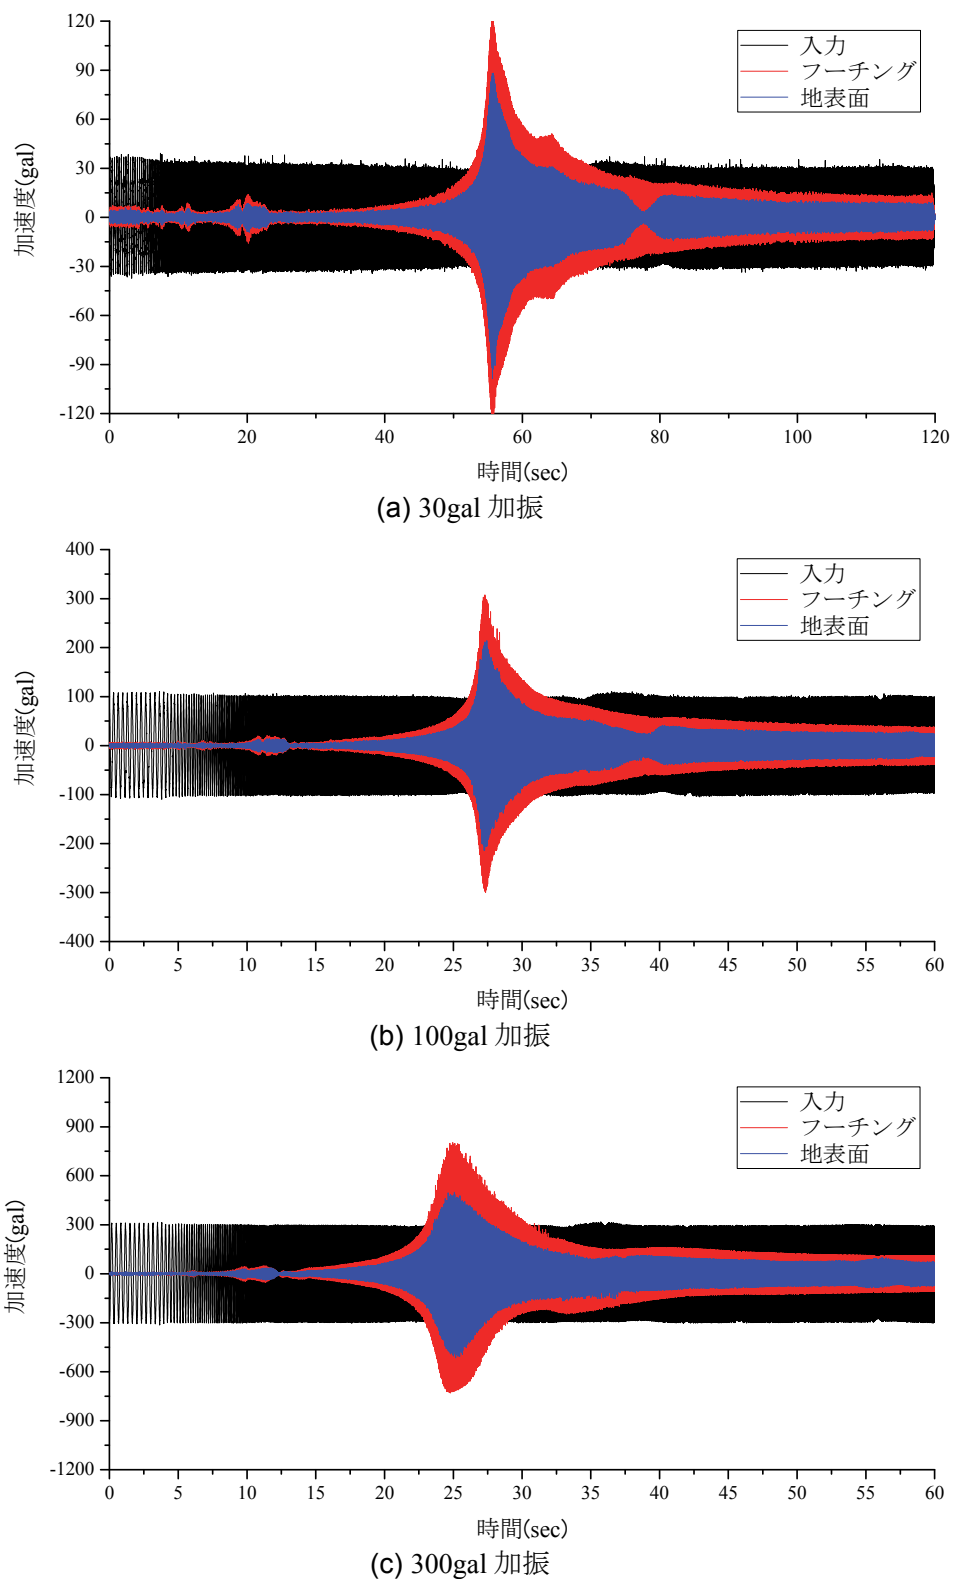 入力
フーチング
地表面
加速度(gal)
120
90
60
30
0
-30
-60
-90
-120
0 20 40 60 80 100 120
時間(sec)
(a) 30gal 加振
入力
フーチング
地表面
加速度(gal)
400
300
200
100
0
-100
-200
-300
-400
0 5 10 15 20 25 30 35 40 45 50 55 60
時間(sec)
(b) 100gal 加振
入力
フーチング
地表面
加速度(gal)
1200
900
600
300
0
-300
-600
-900
-1200
0 5 10 15 20 25 30 35 40 45 50 55 60
時間(sec)
(c) 300gal 加振